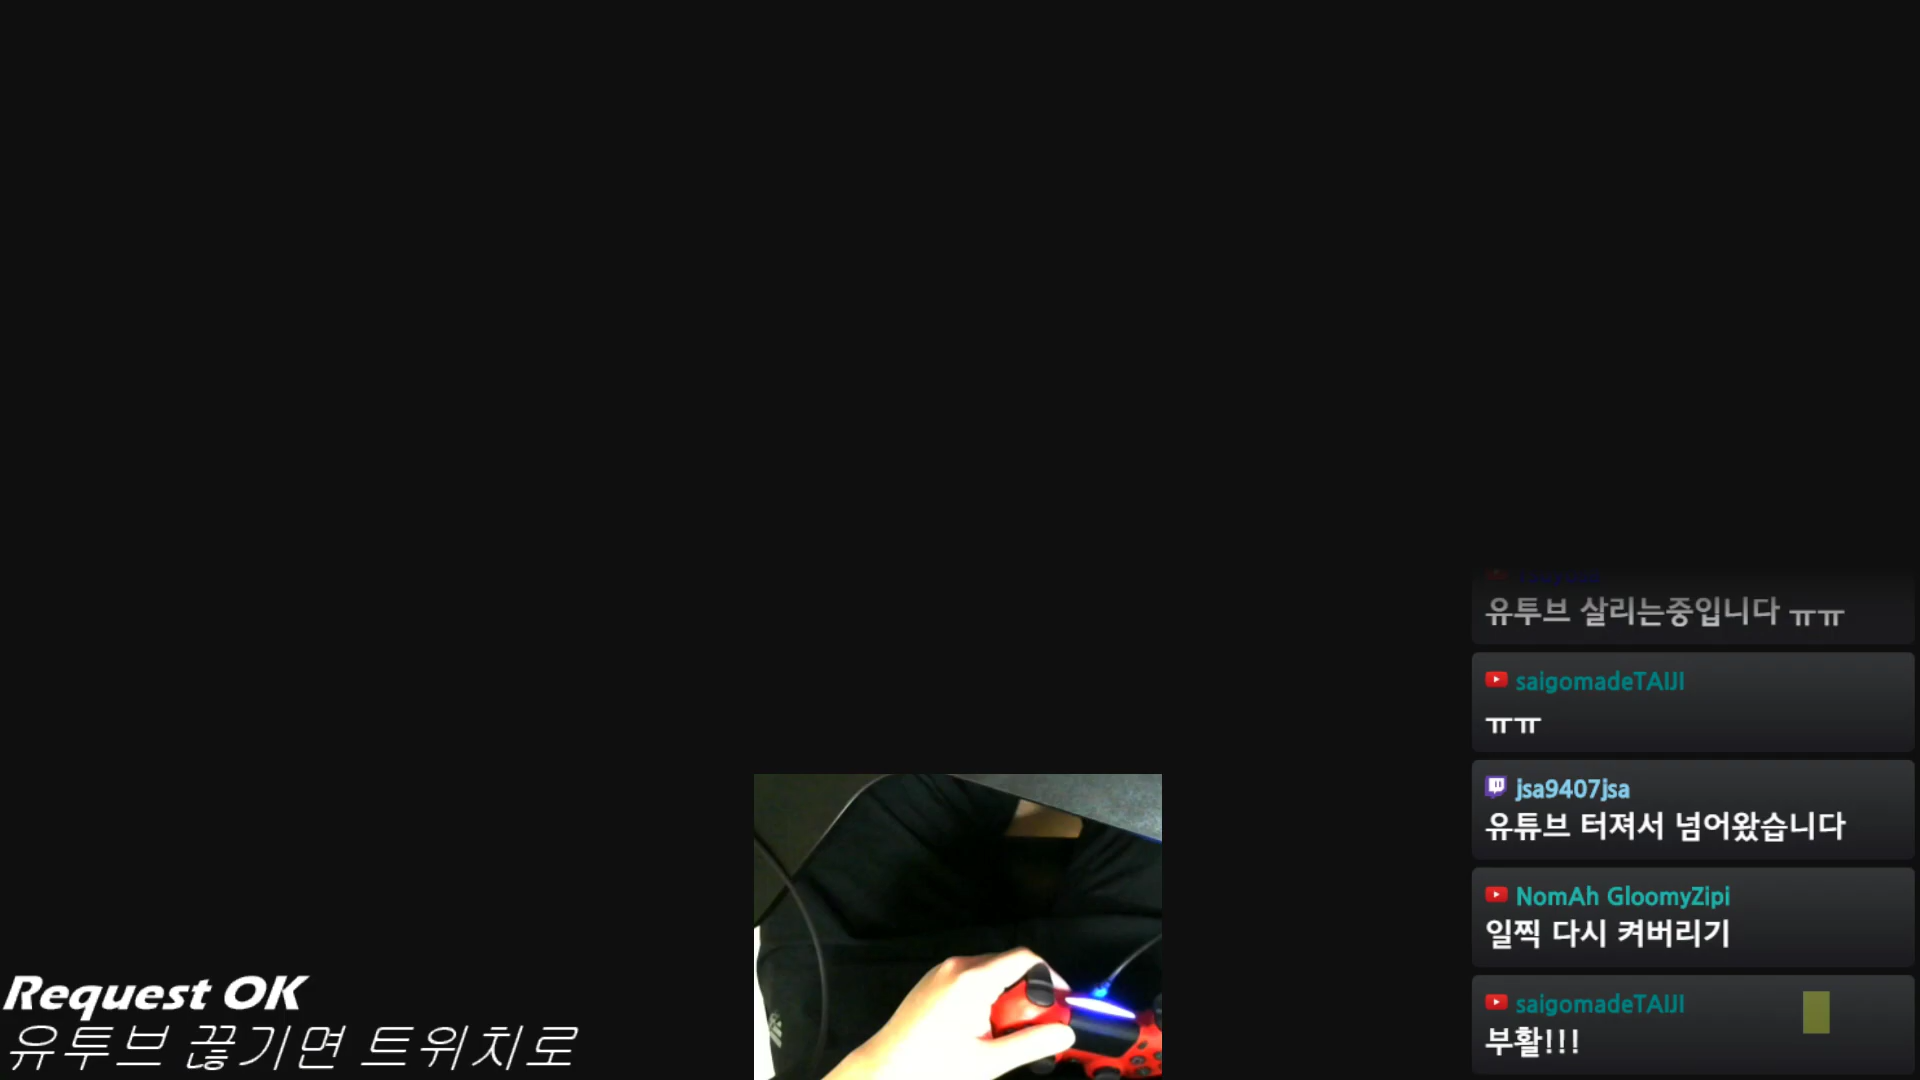 유투브 살리는중입니다 ㅠㅠ
saigomadeTAIJI
ㅠㅠ
jsa9407jsa
유튜브 터져서 넘어왔습니다
NomAh GloomyZipi
일찍 다시 켜버리기
saigomadeTAIJI
부활!!!
Request OK
유투브 끊기면 트위치로